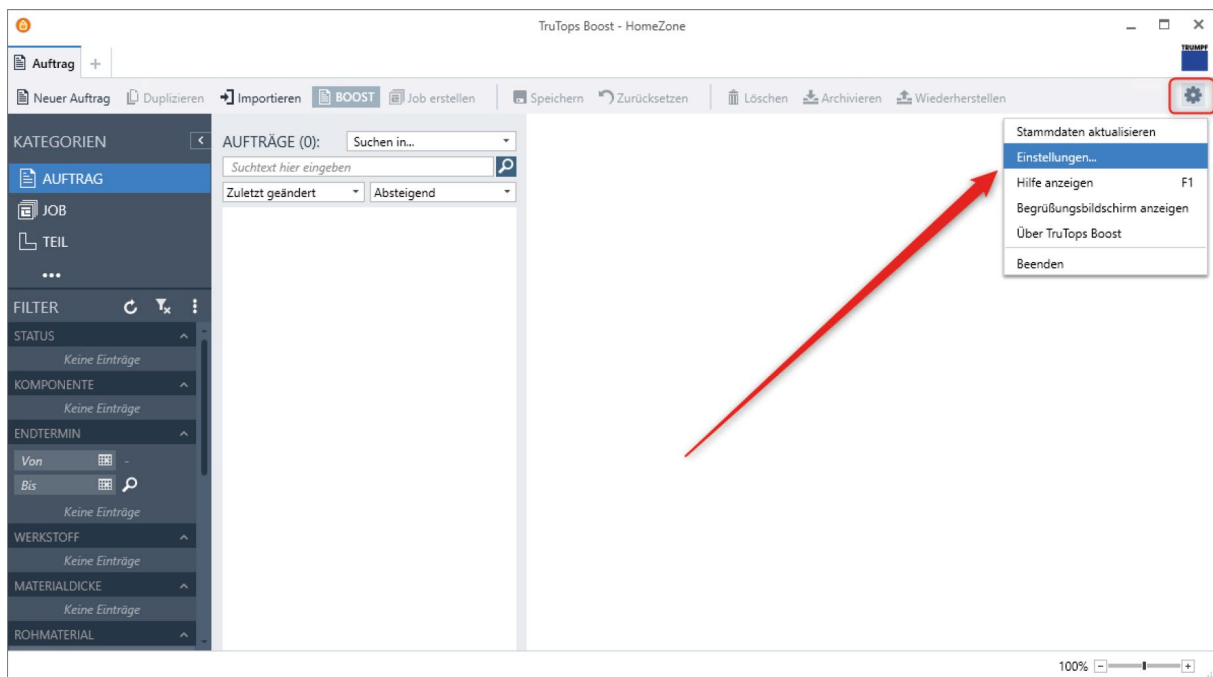 TruTops Boost - HomeZone
TRUMPF
Auftrag
Neuer Auftrag Duplizieren Importieren BOOST Job erstellen Speichern Zurücksetzen Löschen Archivieren Wiederherstellen
KATEGORIEN
AUFTRAG
JOB
TEIL
FILTER
STATUS
Keine Einträge
KOMPONENTE
Keine Einträge
ENDTERMIN
Von -
Bis
Keine Einträge
WERKSTOFF
Keine Einträge
MATERIALDICKE
Keine Einträge
ROHMATERIAL
AUFTRÄGE (0): Suchen in...
Suchtext hier eingeben
Zuletzt geändert Absteigend
Stammdaten aktualisieren
Einstellungen...
Hilfe anzeigen F1
Begrüßungsbildschirm anzeigen
Über TruTops Boost
Beenden
100%